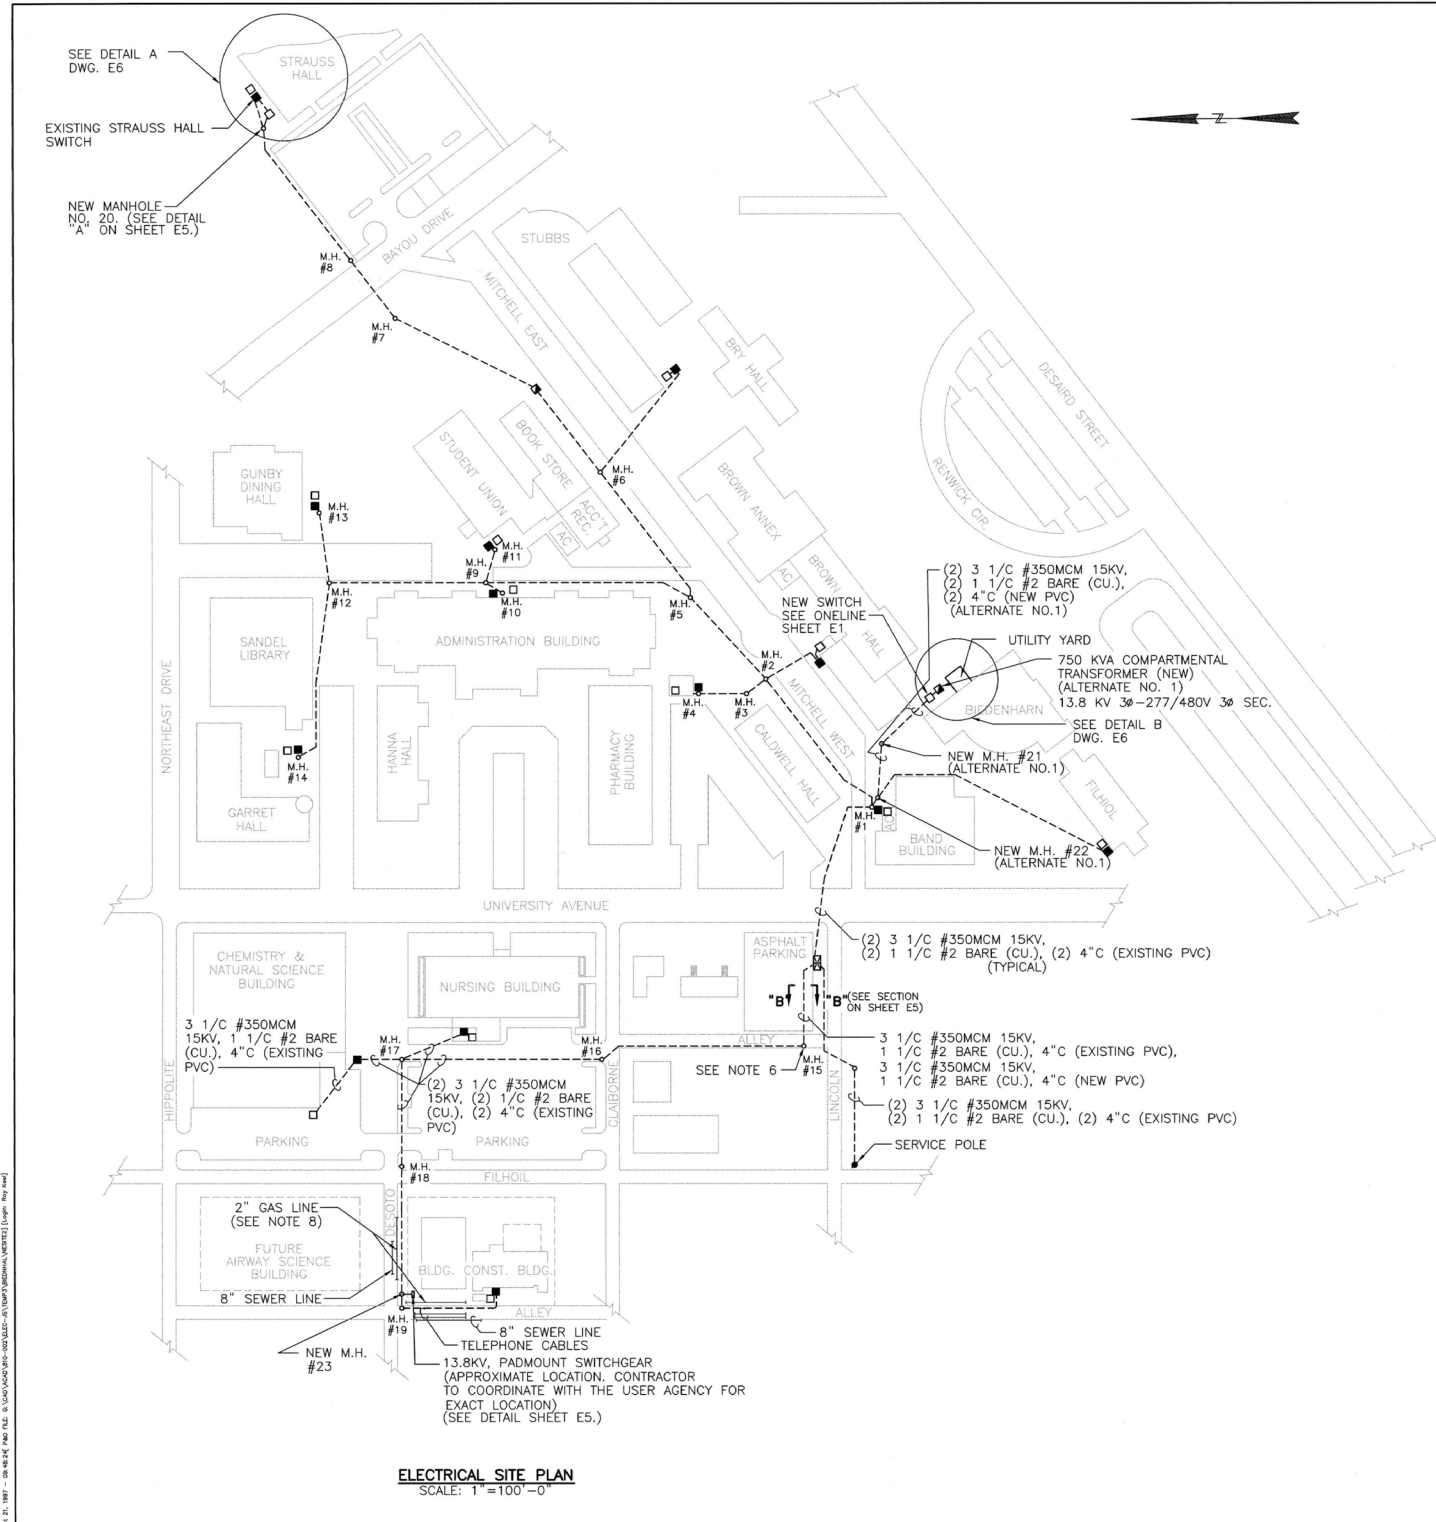 SEE DETAIL A
DWG. E6
STRAUSS
HALL
EXISTING STRAUSS HALL
SWITCH
NEW MANHOLE
NO. 20. (SEE DETAIL
"A" ON SHEET E5.)
Z
BAYOU DRIVE
STUBBS
M.H.
#8
M.H.
#7
MITCHELL EAST
BRY HALL
DESAIRD STREET
RENWICK CIR.
GUNBY
DINING
HALL
STUDENT UNION
BOOK STORE
ACC'T
REC.
AC
M.H.
#6
BROWN ANNEX
AC
BROWN
HALL
M.H.
#13
M.H.
#11
M.H.
#9
M.H.
#10
M.H.
#12
M.H.
#5
NEW SWITCH
SEE ONELINE
SHEET E1
(2) 3 1/C #350MCM 15KV,
(2) 1 1/C #2 BARE (CU.),
(2) 4"C (NEW PVC)
(ALTERNATE NO.1)
UTILITY YARD
750 KVA COMPARTMENTAL
TRANSFORMER (NEW)
(ALTERNATE NO. 1)
13.8 KV 3ø-277/480V 3ø SEC.
BIEDENHARN
SEE DETAIL B
DWG. E6
NORTHEAST DRIVE
SANDEL
LIBRARY
ADMINISTRATION BUILDING
M.H.
#2
M.H.
#4
M.H.
#3
MITCHELL WEST
CALDWELL HALL
HANNA
HALL
PHARMACY
BUILDING
M.H.
#14
GARRET
HALL
NEW M.H. #21
(ALTERNATE NO.1)
FILHIOL
M.H.
#1
AC
BAND
BUILDING
NEW M.H. #22
(ALTERNATE NO.1)
UNIVERSITY AVENUE
(2) 3 1/C #350MCM 15KV,
(2) 1 1/C #2 BARE (CU.), (2) 4"C (EXISTING PVC)
(TYPICAL)
CHEMISTRY &
NATURAL SCIENCE
BUILDING
NURSING BUILDING
ASPHALT
PARKING
"B"
"B"
(SEE SECTION
ON SHEET E5)
3 1/C #350MCM
15KV, 1 1/C #2 BARE
(CU.), 4"C (EXISTING
PVC)
M.H.
#17
M.H.
#16
ALLEY
SEE NOTE 6
M.H.
#15
3 1/C #350MCM 15KV,
1 1/C #2 BARE (CU.), 4"C (EXISTING PVC),
3 1/C #350MCM 15KV,
1 1/C #2 BARE (CU.), 4"C (NEW PVC)
(2) 3 1/C #350MCM
15KV, (2) 1/C #2 BARE
(CU.), (2) 4"C (EXISTING
PVC)
HIPPOLITE
CLAIBORNE
LINCOLN
(2) 3 1/C #350MCM 15KV,
(2) 1 1/C #2 BARE (CU.), (2) 4"C (EXISTING PVC)
PARKING
PARKING
SERVICE POLE
M.H.
#18
FILHOIL
DESOTO
2" GAS LINE
(SEE NOTE 8)
FUTURE
AIRWAY SCIENCE
BUILDING
BLDG. CONST. BLDG.
8" SEWER LINE
M.H.
#19
ALLEY
8" SEWER LINE
TELEPHONE CABLES
NEW M.H.
#23
13.8KV, PADMOUNT SWITCHGEAR
(APPROXIMATE LOCATION. CONTRACTOR
TO COORDINATE WITH THE USER AGENCY FOR
EXACT LOCATION)
(SEE DETAIL SHEET E5.)
ELECTRICAL SITE PLAN
SCALE: 1"=100'-0"